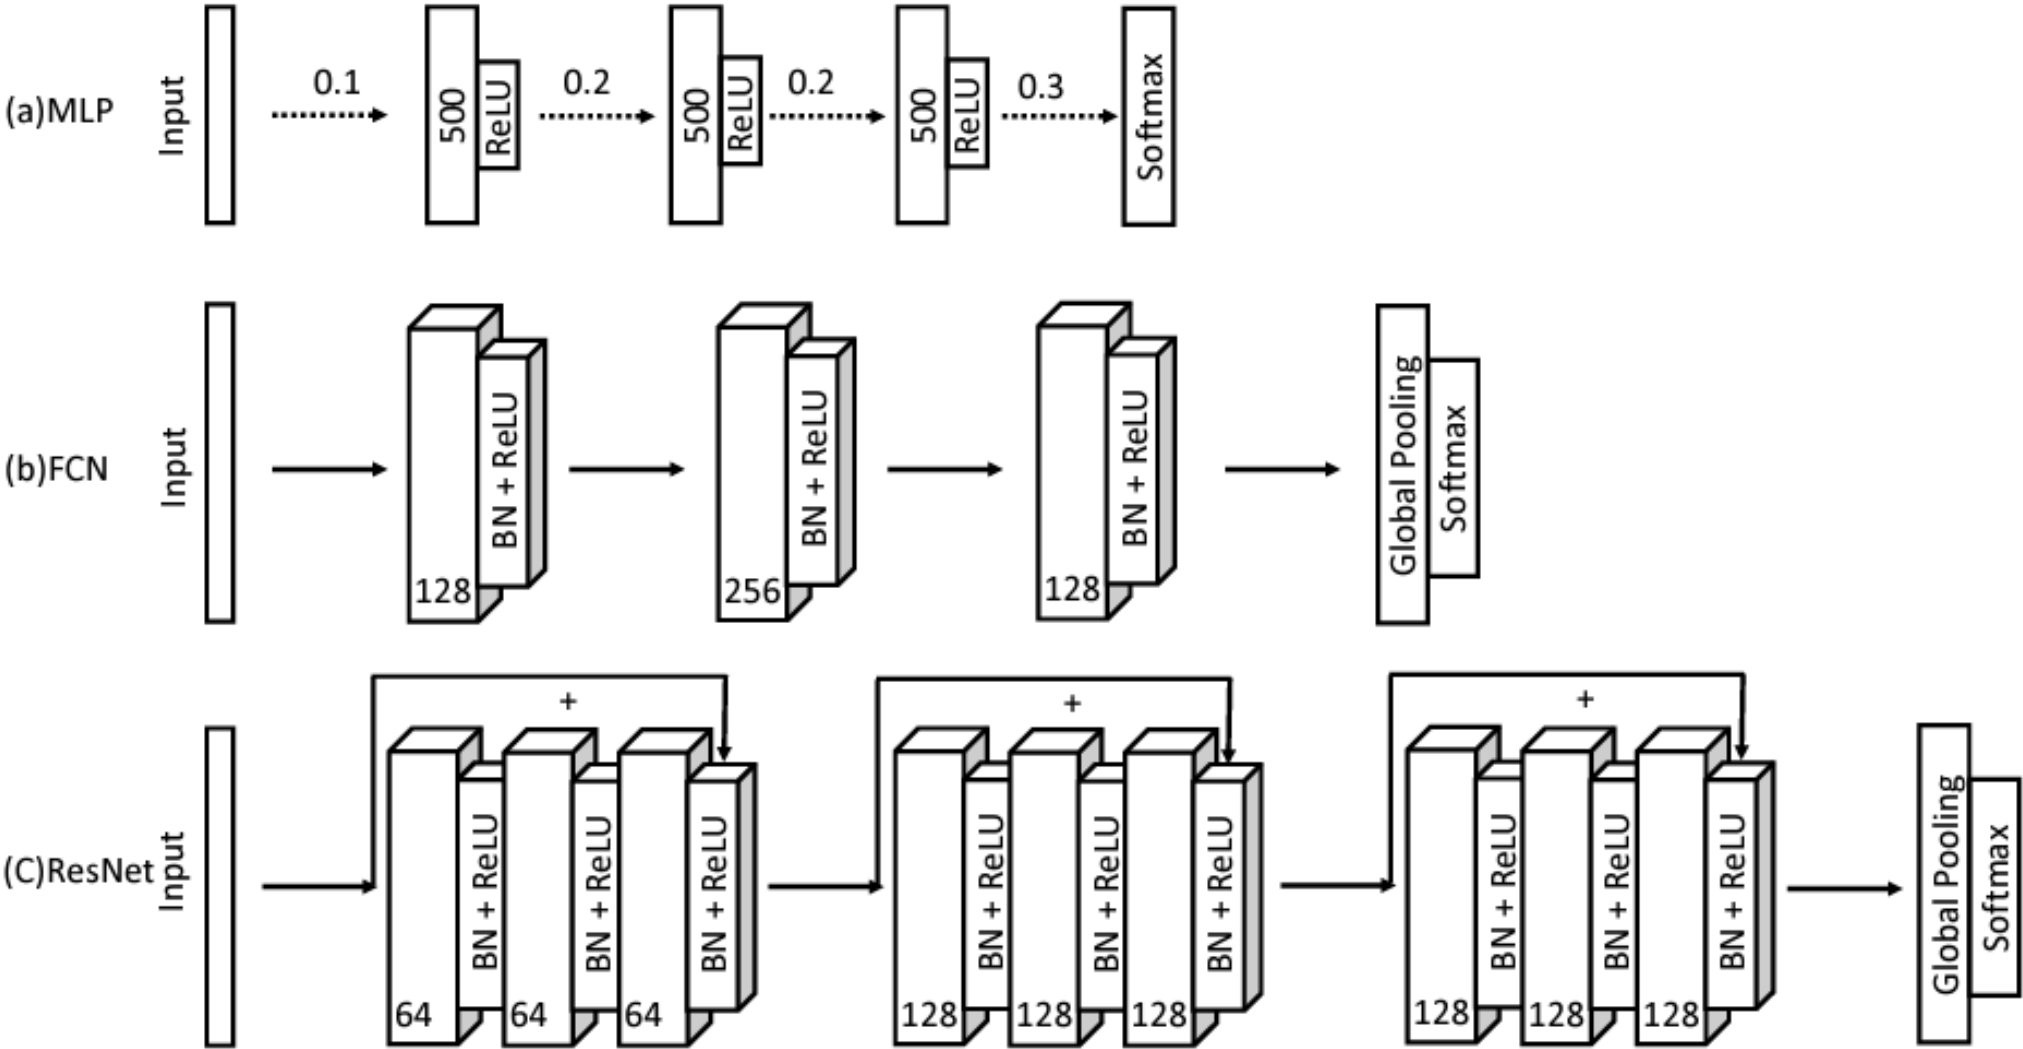 (a)MLP
Input
0.1
500
ReLU
0.2
500
ReLU
0.2
500
ReLU
0.3
Softmax
(b)FCN
Input
128
BN + ReLU
256
BN + ReLU
128
BN + ReLU
Global Pooling
Softmax
(C)ResNet
Input
+
64
BN + ReLU
64
BN + ReLU
64
BN + ReLU
+
128
BN + ReLU
128
BN + ReLU
128
BN + ReLU
+
128
BN + ReLU
128
BN + ReLU
128
BN + ReLU
Global Pooling
Softmax